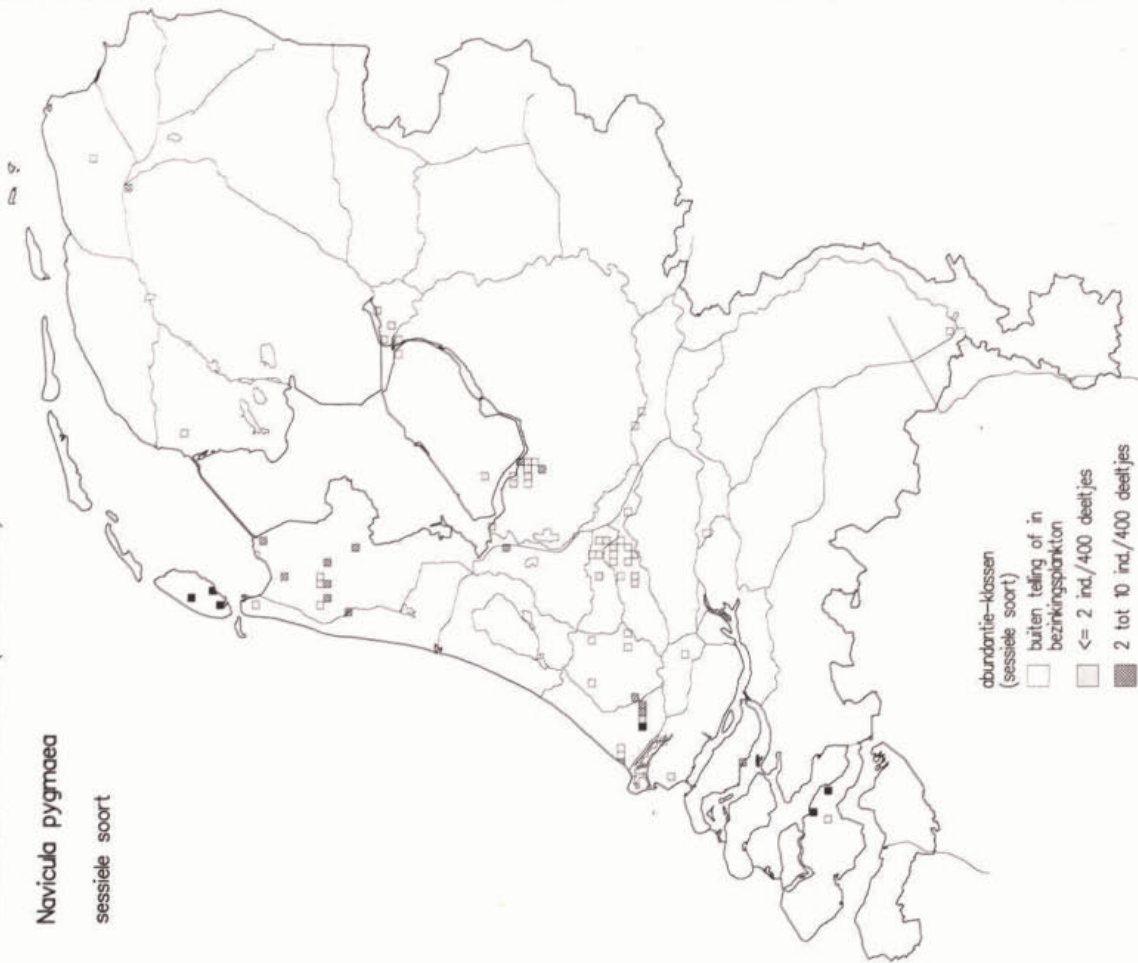 Navicula pygmaea
sessiele soort
abundantie-klassen
(sessiele soort)
buiten telling of in
bezinkingsplankton
<= 2 ind./400 deeltjes
2 tot 10 ind./400 deeltjes